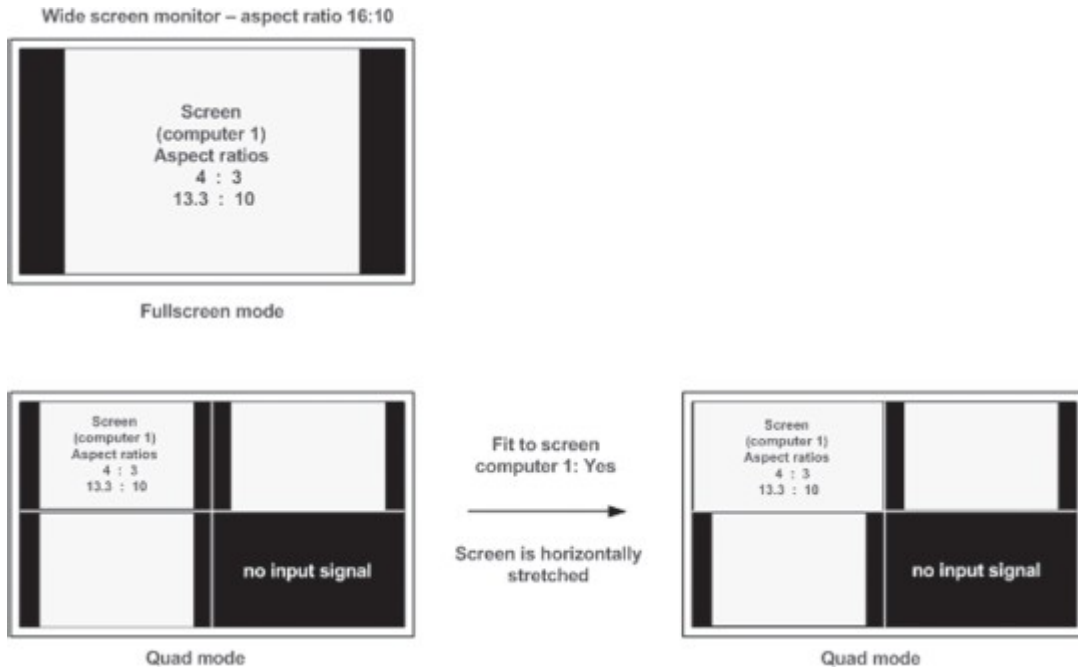 Wide screen monitor – aspect ratio 16:10
Screen
(computer 1)
Aspect ratios
4 : 3
13.3 : 10
Fullscreen mode
Screen
(computer 1)
Aspect ratios
4 : 3
13.3 : 10
no input signal
Quad mode
Fit to screen
computer 1: Yes
Screen is horizontally
stretched
Screen
(computer 1)
Aspect ratios
4 : 3
13.3 : 10
no input signal
Quad mode